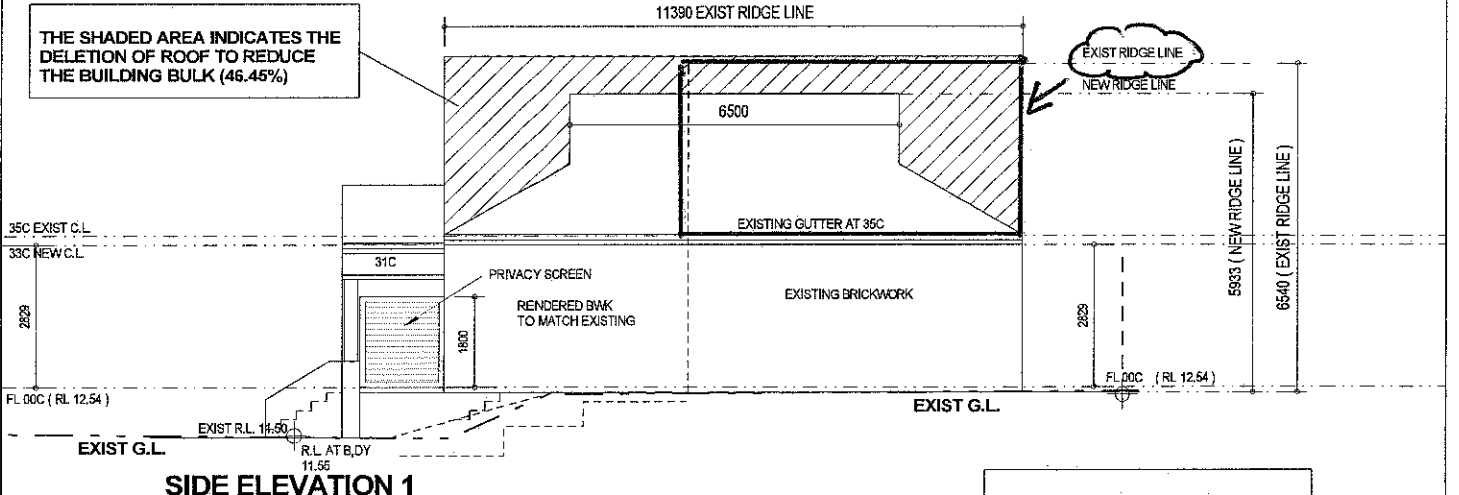 11390 EXIST RIDGE LINE
THE SHADED AREA INDICATES THE
DELETION OF ROOF TO REDUCE
THE BUILDING BULK (46.45%)
EXIST RIDGE LINE
NEW RIDGE LINE
6500
5933 ( NEW RIDGE LINE )
6540 ( EXIST RIDGE LINE )
35C EXIST C.L
EXISTING GUTTER AT 35C
33C NEW C.L
31C
PRIVACY SCREEN
EXISTING BRICKWORK
RENDERED BWK
TO MATCH EXISTING
2829
1800
2829
FL 00C ( RL 12.54 )
FL 00C ( RL 12.54 )
EXIST G.L.
EXIST R.L. 11.50
EXIST G.L.
R.L. AT B,DY
11.55
SIDE ELEVATION 1